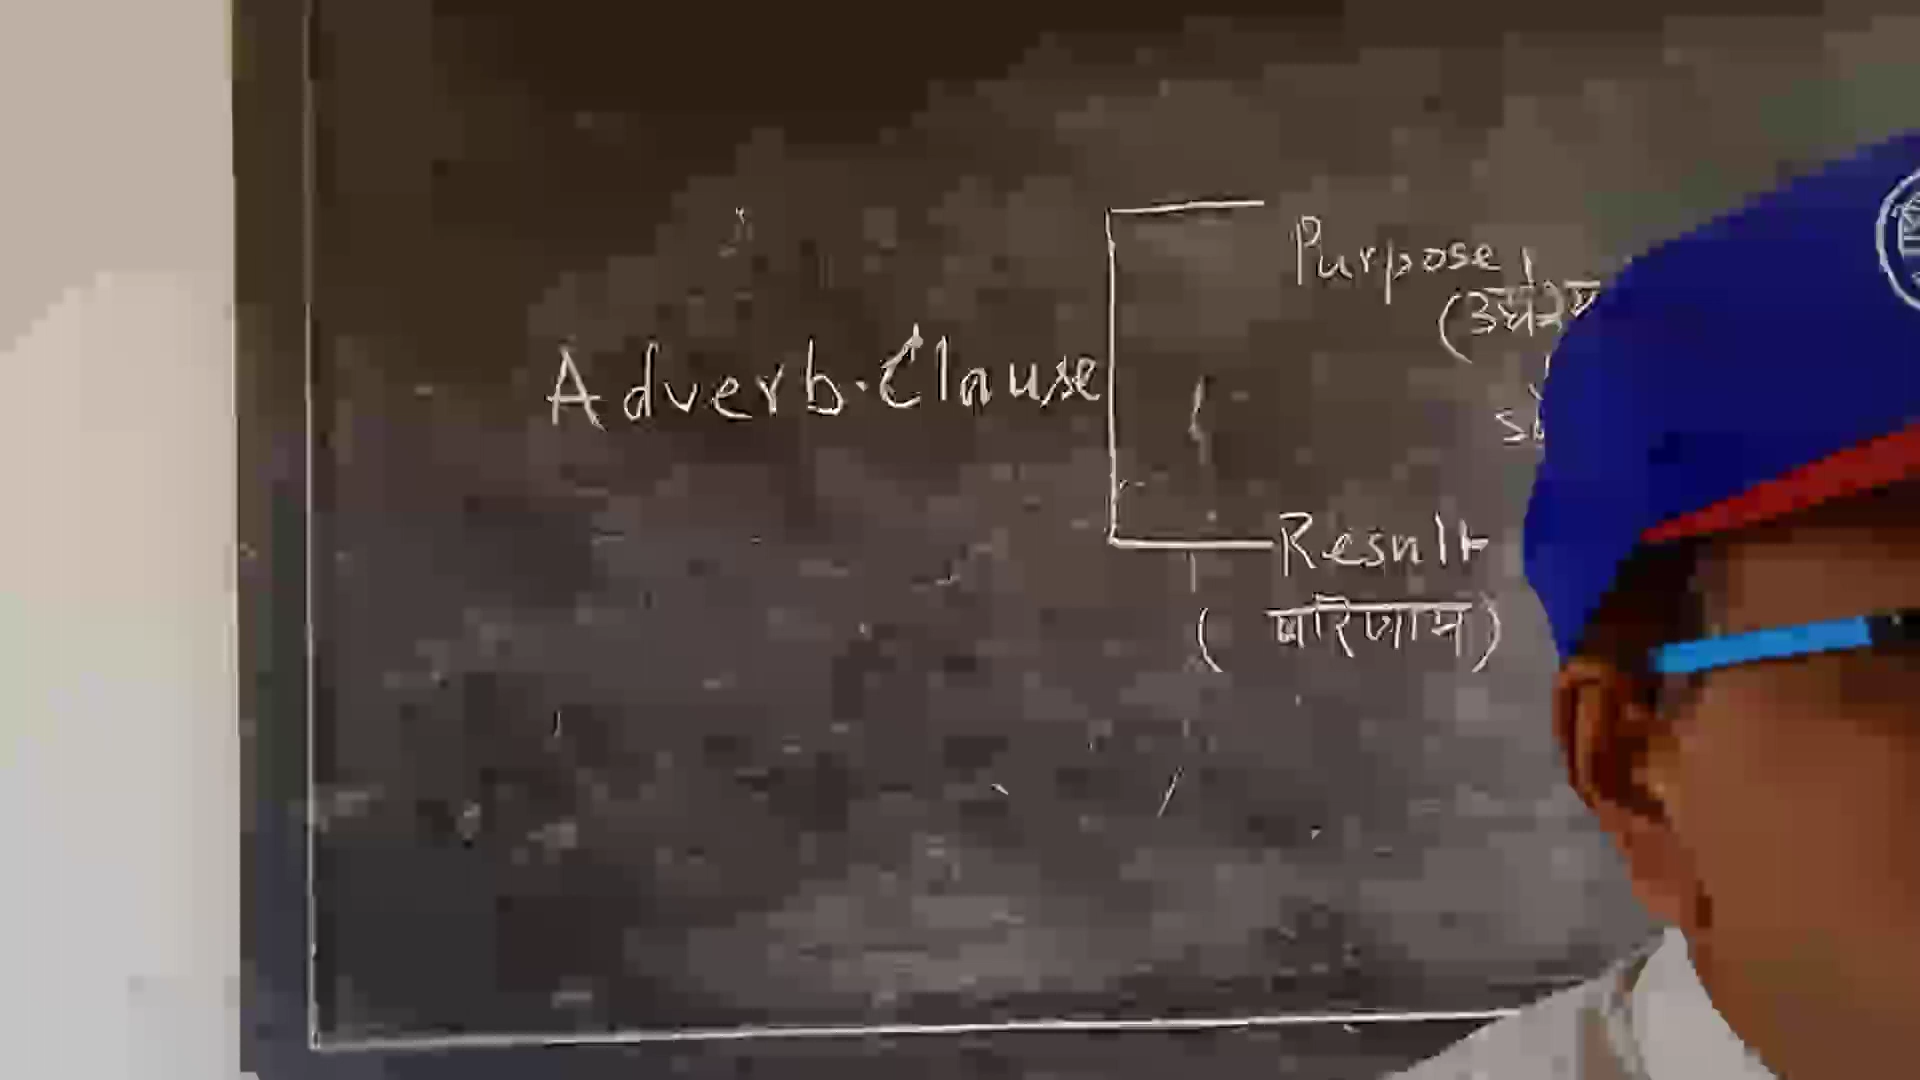 Purpose
Adverb. Clause
Result
(परिणाम)